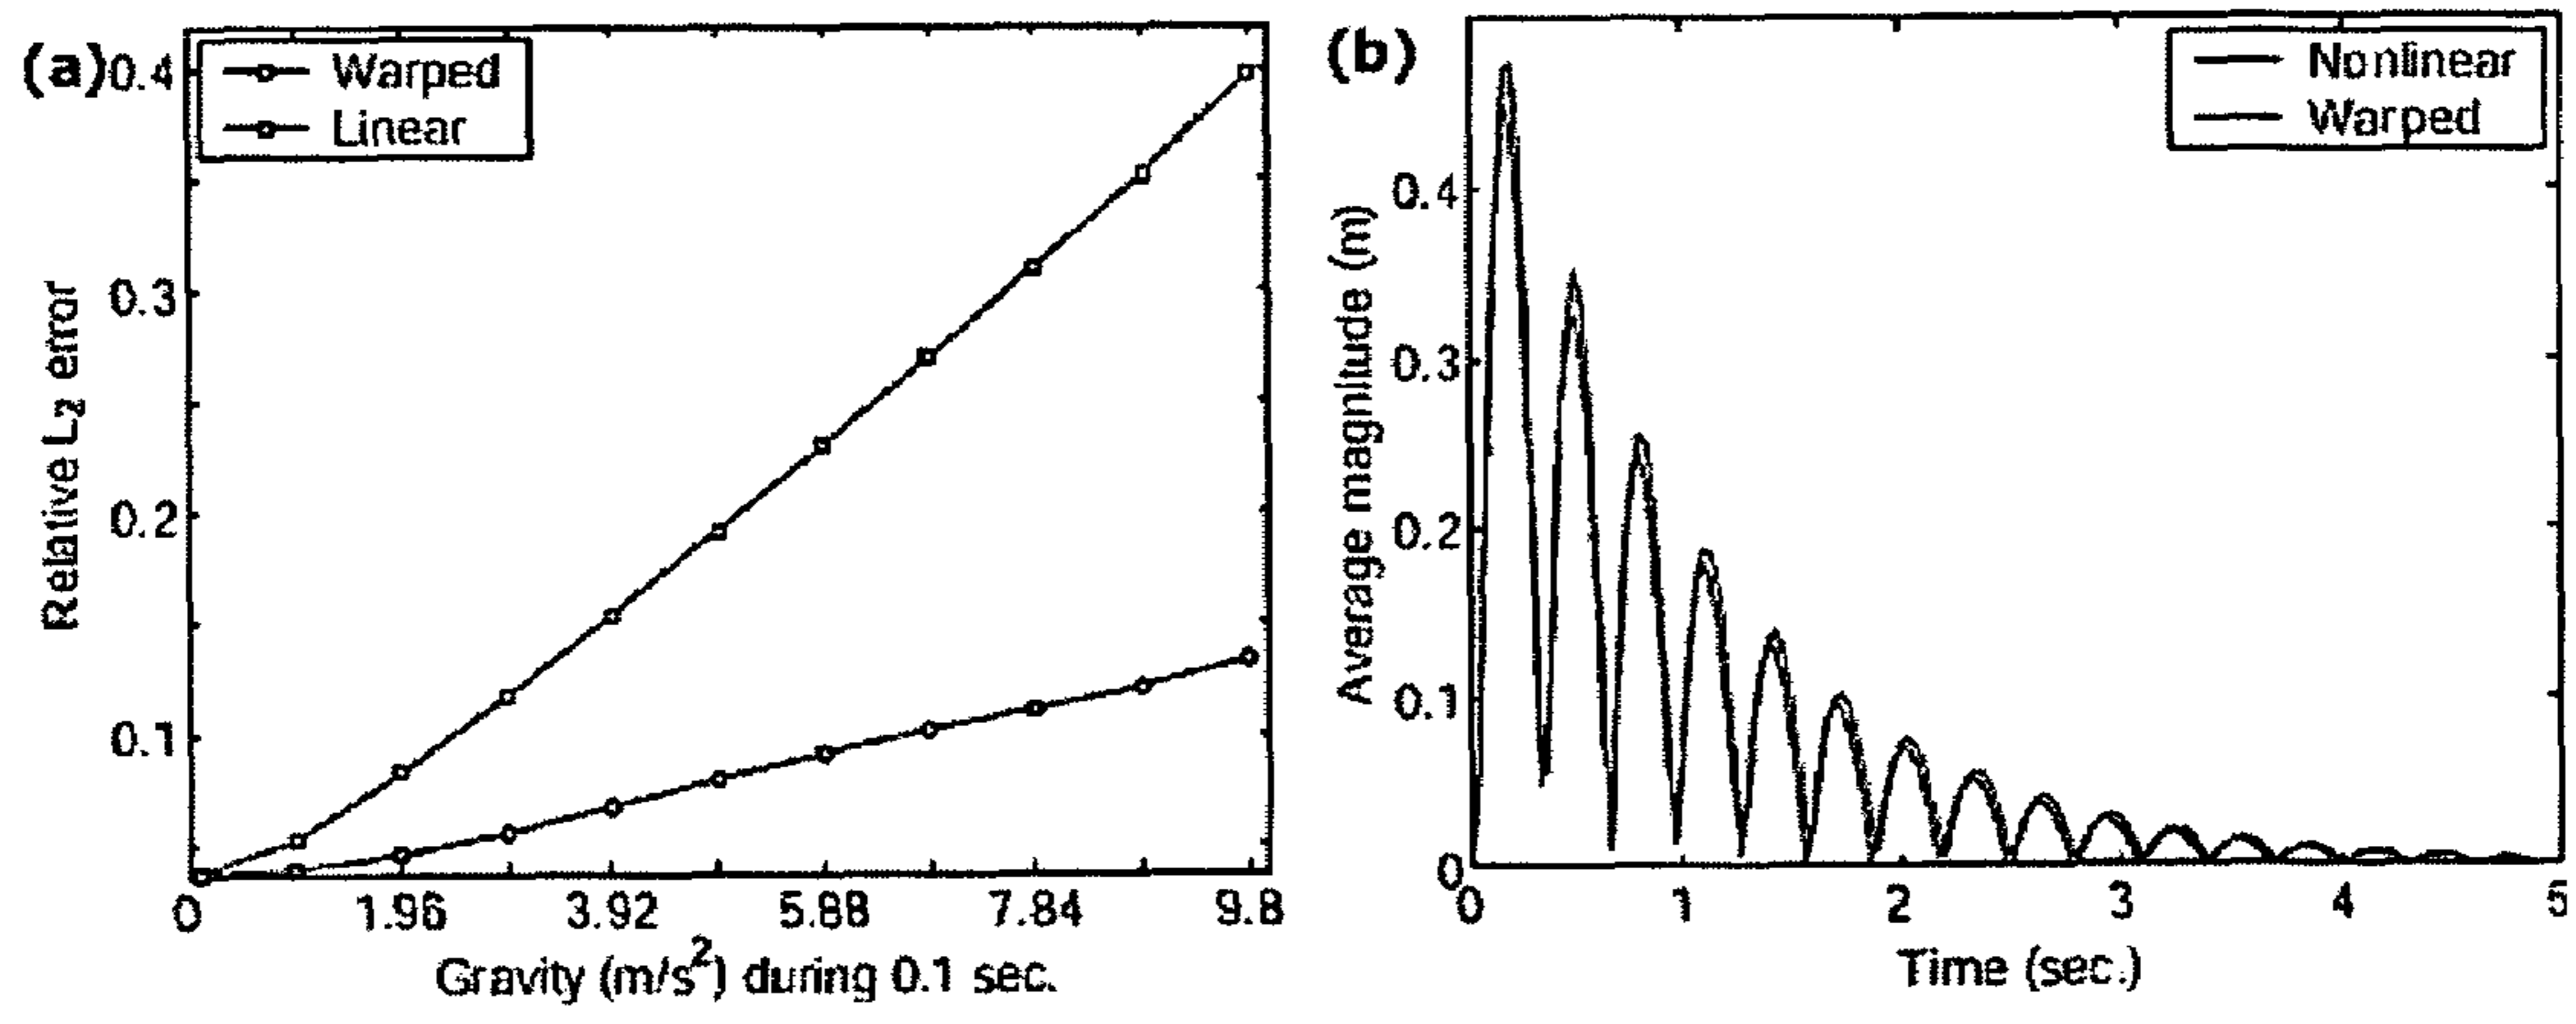 (a)
Warped
Linear
0.4
0.3
0.2
0.1
Relative L₂ error
0
1.96
3.92
5.88
7.84
9.8
Gravity (m/s²) during 0.1 sec.
(b)
Nonlinear
Warped
0.4
0.3
0.2
0.1
0
Average magnitude (m)
0
1
2
3
4
5
Time (sec.)